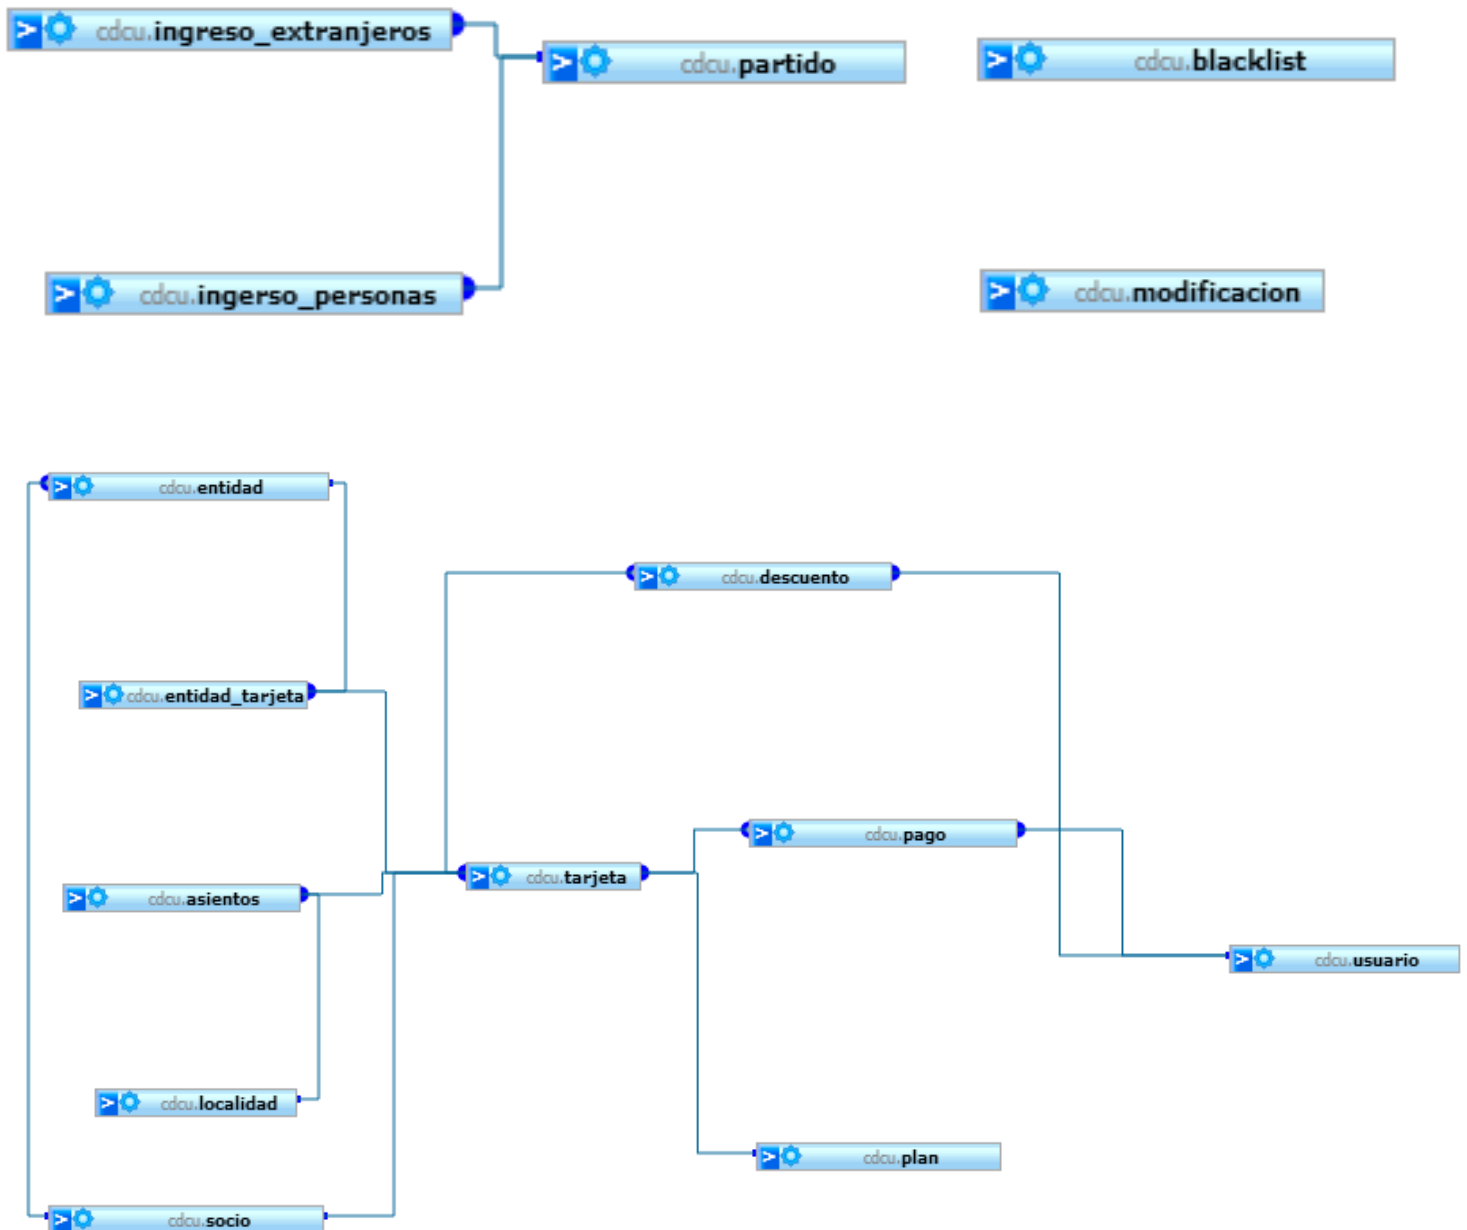 cdcu.ingreso_extranjeros
cdcu.partido
cdcu.blacklist
cdcu.ingerso_personas
cdcu.modificacion
cdcu.entidad
cdcu.descuento
cdcu.entidad_tarjeta
cdcu.pago
cdcu.tarjeta
cdcu.asientos
cdcu.usuario
cdcu.localidad
cdcu.plan
cdcu.socio